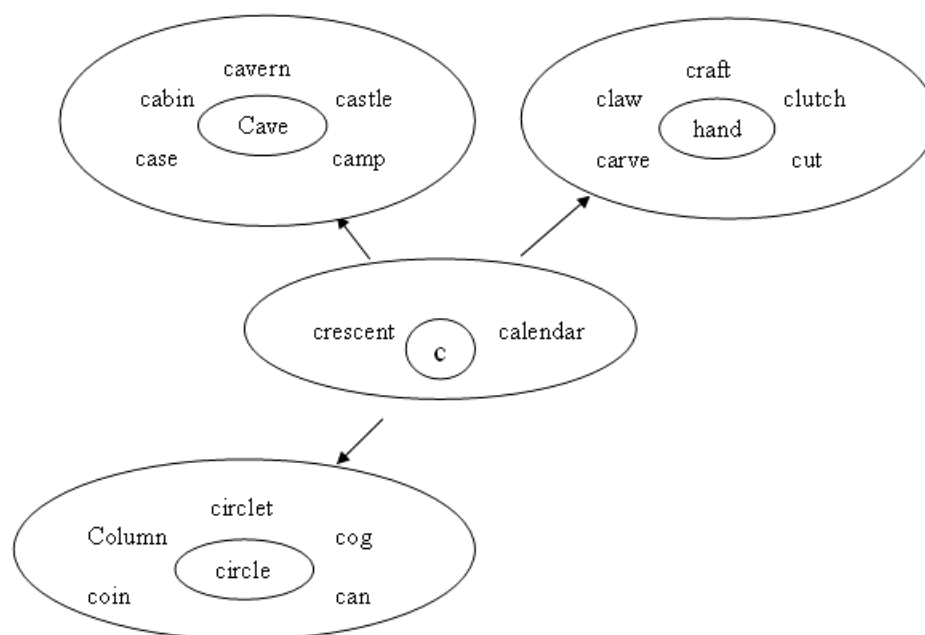 cavern
cabin
castle
Cave
case
camp
craft
claw
clutch
hand
carve
cut
crescent
calendar
c
circlet
Column
cog
circle
coin
can